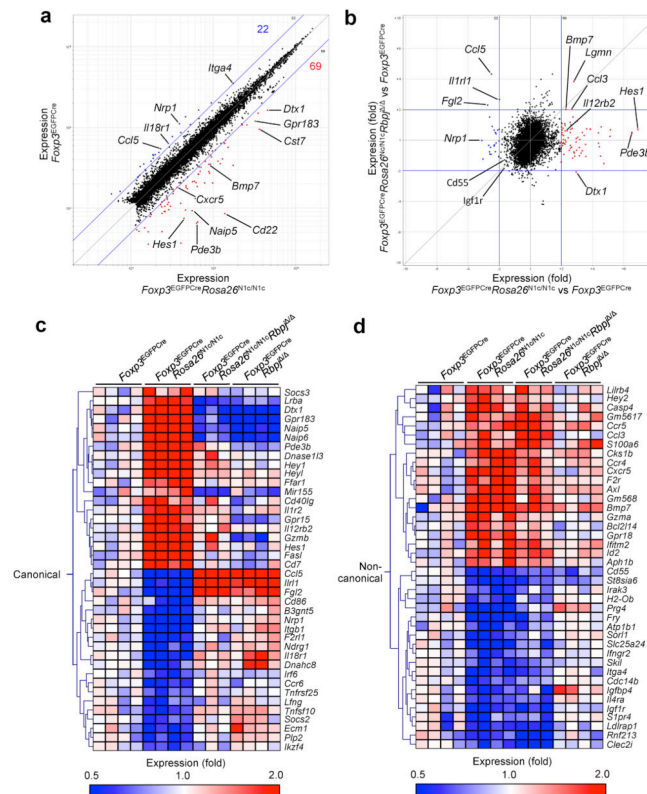 a
22
69
Itga4
Nrp1
Il18r1
Ccl5
Dtx1
Gpr183
Cst7
Bmp7
Cxcr5
Cd22
Naip5
Hes1
Pde3b
Expression
Foxp3EGFPCre
Expression
Foxp3EGFPCreRosa26N1c/N1c
b
Bmp7
Lgmn
Ccl5
Ccl3
Il1rl1
Hes1
Fgl2
Il12rb2
Nrp1
Pde3b
Cd55
Igf1r
Dtx1
Expresion (fold)
Foxp3EGFPCreRosa26N1c/N1cRbpjΔ/Δ vs Foxp3EGFPCre
Expression (fold)
Foxp3EGFPCreRosa26N1c/N1c vs Foxp3EGFPCre
c
Foxp3EGFPCre
Foxp3EGFPCre
Rosa26N1c/N1c
Foxp3EGFPCre
Rosa26N1c/N1cRbpjΔ/Δ
Foxp3EGFPCre
RbpjΔ/Δ
Canonical
Socs3
Lrba
Dtx1
Gpr183
Naip5
Naip6
Pde3b
Dnase1l3
Hey1
Heyl
Ffar1
Mir155
Cd40lg
Il1r2
Gpr15
Il12rb2
Gzmb
Hes1
Fasl
Cd7
Ccl5
Ilrl1
Fgl2
Cd86
B3gnt5
Nrp1
Itgb1
F2rl1
Ndrg1
Il18r1
Dnahc8
Irf6
Ccr6
Tnfrsf25
Lfng
Tnfsf10
Socs2
Ecm1
Plp2
Ikzf4
Expression (fold)
0.5
1.0
2.0
d
Foxp3EGFPCre
Foxp3EGFPCre
Rosa26N1c/N1c
Foxp3EGFPCre
Rosa26N1c/N1cRbpjΔ/Δ
Foxp3EGFPCre
RbpjΔ/Δ
Non-
canonical
Lilrb4
Hey2
Casp4
Gm5617
Ccr5
Ccl3
S100a6
Cks1b
Ccr4
Cxcr5
F2r
Axl
Gm568
Bmp7
Gzma
Bcl2l14
Gpr18
Ifitm2
Id2
Aph1b
Cd55
St8sia6
Irak3
H2-Ob
Prg4
Fry
Atp1b1
Sorl1
Slc25a24
Ifngr2
Skil
Itga4
Cdc14b
Igfbp4
Il4ra
Igf1r
S1pr4
Ldlrap1
Rnf213
Clec2i
Expression (fold)
0.5
1.0
2.0